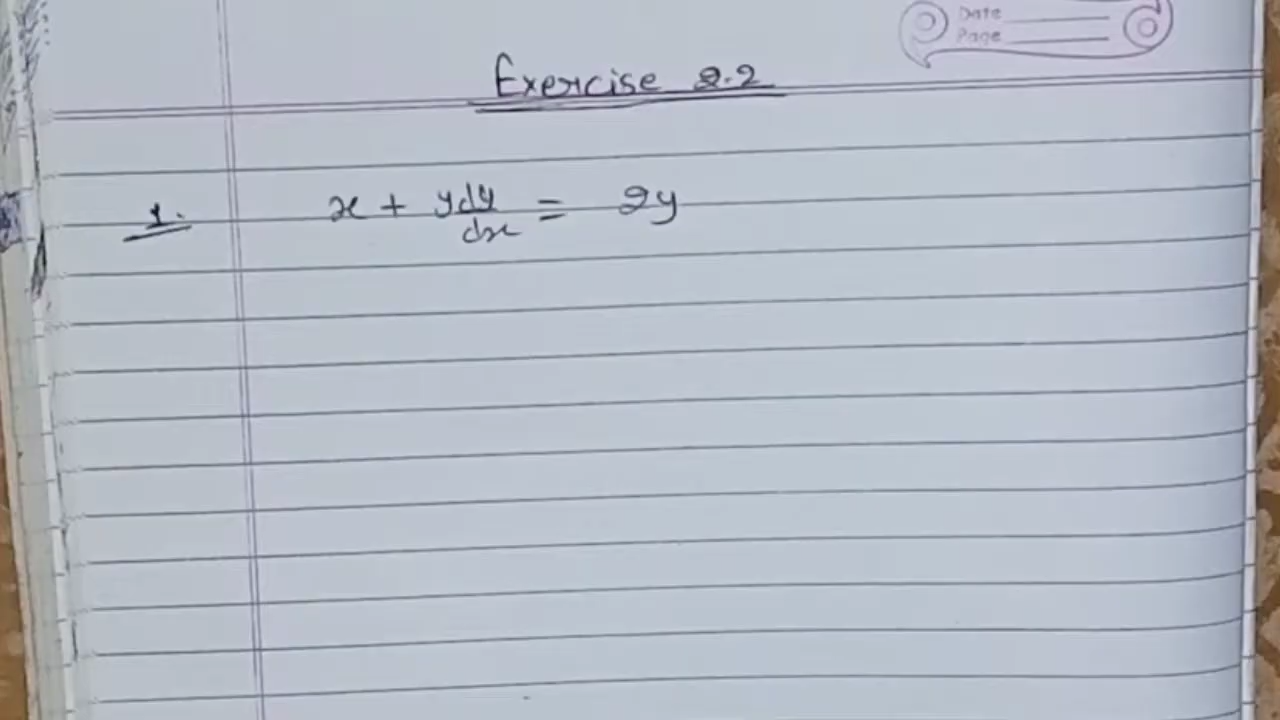 Date
Page
Exercise 2.2
1. x + y dy/dx = 2y